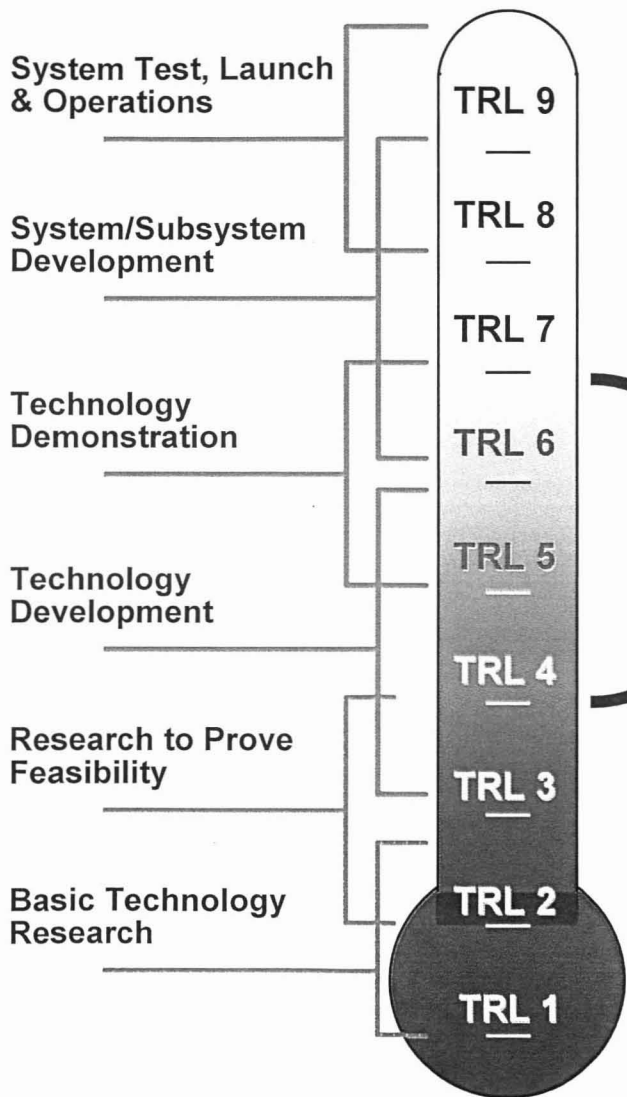 System Test, Launch
& Operations
System/Subsystem
Development
Technology
Demonstration
Technology
Development
Research to Prove
Feasibility
Basic Technology
Research
TRL 9
TRL 8
TRL 7
TRL 6
TRL 5
TRL 4
TRL 3
TRL 2
TRL 1